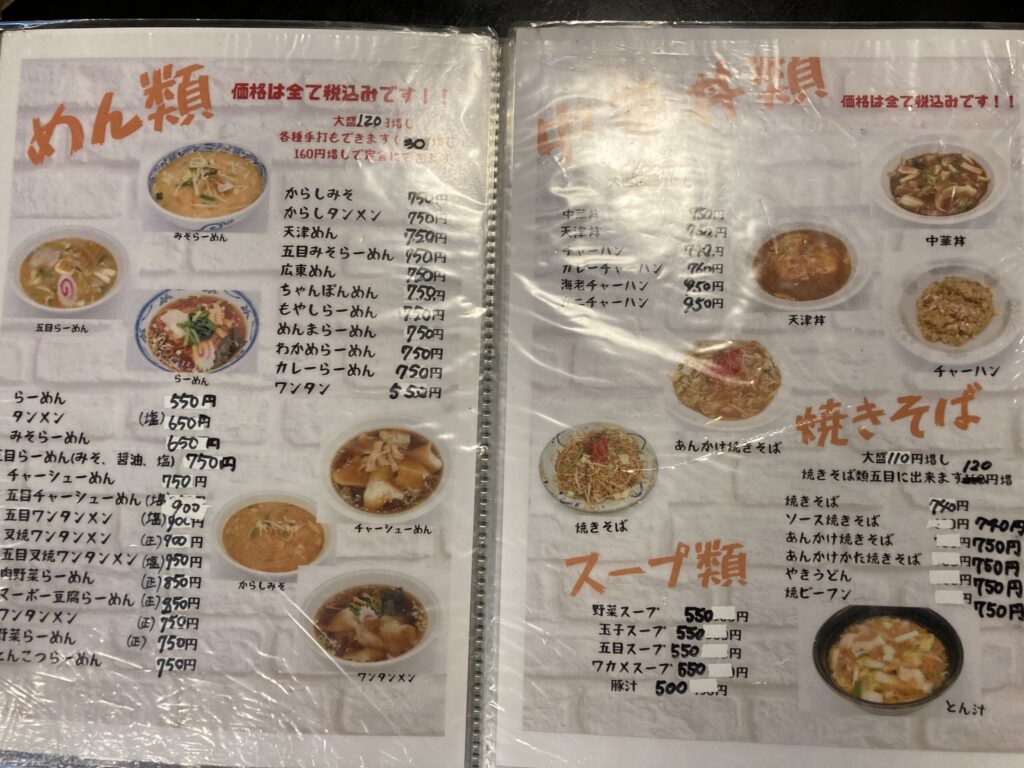 めん類
価格は全て税込みです！！
大盛120円増し
各種手打もできます(30
160円増しで定食にできます
みそらーめん
五目らーめん
らーめん
からしみそ 750円
からしタンメン 750円
天津めん 750円
五目みそらーめん 950円
広東めん 750円
ちゃんぽんめん 750円
もやしらーめん 円
めんまらーめん 750円
わかめらーめん 750円
カレーらーめん 750円
ワンタン 550円
らーめん 550円
タンメン (塩) 650円
みそらーめん 650円
五目らーめん(みそ、醤油、塩) 750円
チャーシューめん 750円
五目チャーシューめん(塩) 900
五目ワンタンメン (塩) 900円
叉焼ワンタンメン (正) 900円
五目叉焼ワンタンメン (塩) 950円
肉野菜らーめん (正) 850円
マーボー豆腐らーめん (正) 850円
ワンタンメン (正) 750円
野菜らーめん (正) 750円
とんこつらーめん 750円
チャーシューめん
からしみそ
ワンタンメン
中華丼類
価格は全て税込みです！！
中華丼 750円
天津丼 750円
チャーハン 円
カレーチャーハン 円
海老チャーハン 950円
カニチャーハン 950円
中華丼
天津丼
チャーハン
あんかけ焼きそば
焼きそば
焼きそば
大盛110円増し
焼きそば類五目に出来ます120円増
焼きそば 740円
ソース焼きそば 740円
あんかけ焼きそば 750円
あんかけかた焼きそば 750円
やきうどん 750円
焼ビーフン 750円
スープ類
野菜スープ 550円
玉子スープ 550円
五目スープ 550円
ワカメスープ 550円
豚汁 500円
とん汁